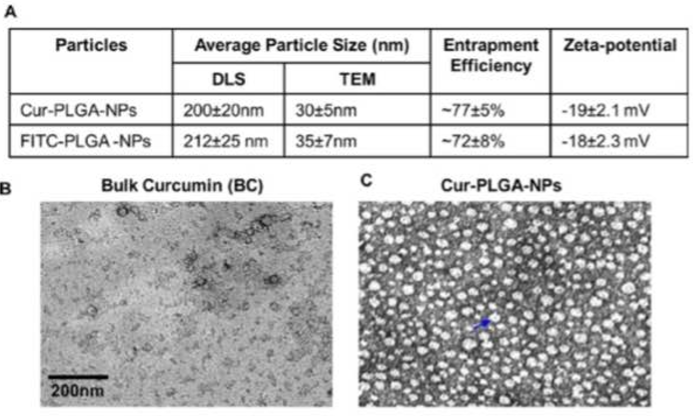 A
Particles Average Particle Size (nm) Entrapment Efficiency Zeta-potential
DLS TEM
Cur-PLGA-NPs 200±20nm 30±5nm ~77±5% -19±2.1 mV
FITC-PLGA-NPs 212±25 nm 35±7nm ~72±8% -18±2.3 mV
B Bulk Curcumin (BC) C Cur-PLGA-NPs
200nm